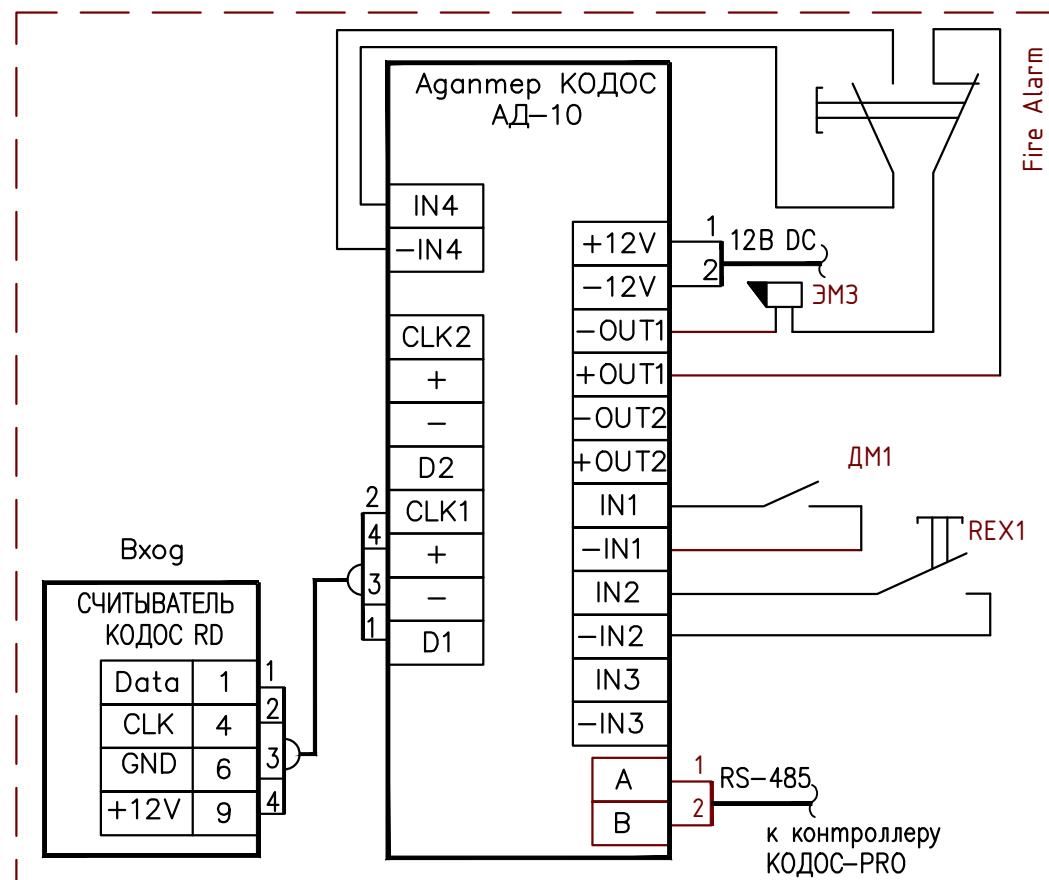 Адаптер КОДОС
АД-10
Fire Alarm
IN4
-IN4
CLK2
+
-
D2
CLK1
+
-
D1
2
4
3
1
+12V
-12V
-OUT1
+OUT1
-OUT2
+OUT2
IN1
-IN1
IN2
-IN2
IN3
-IN3
A
B
1
2
12В DC
ЭМЗ
ДМ1
REX1
1
2
RS-485
к контроллеру
КОДОС-PRO
Вход
СЧИТЫВАТЕЛЬ
КОДОС RD
Data 1
CLK 4
GND 6
+12V 9
1
2
3
4